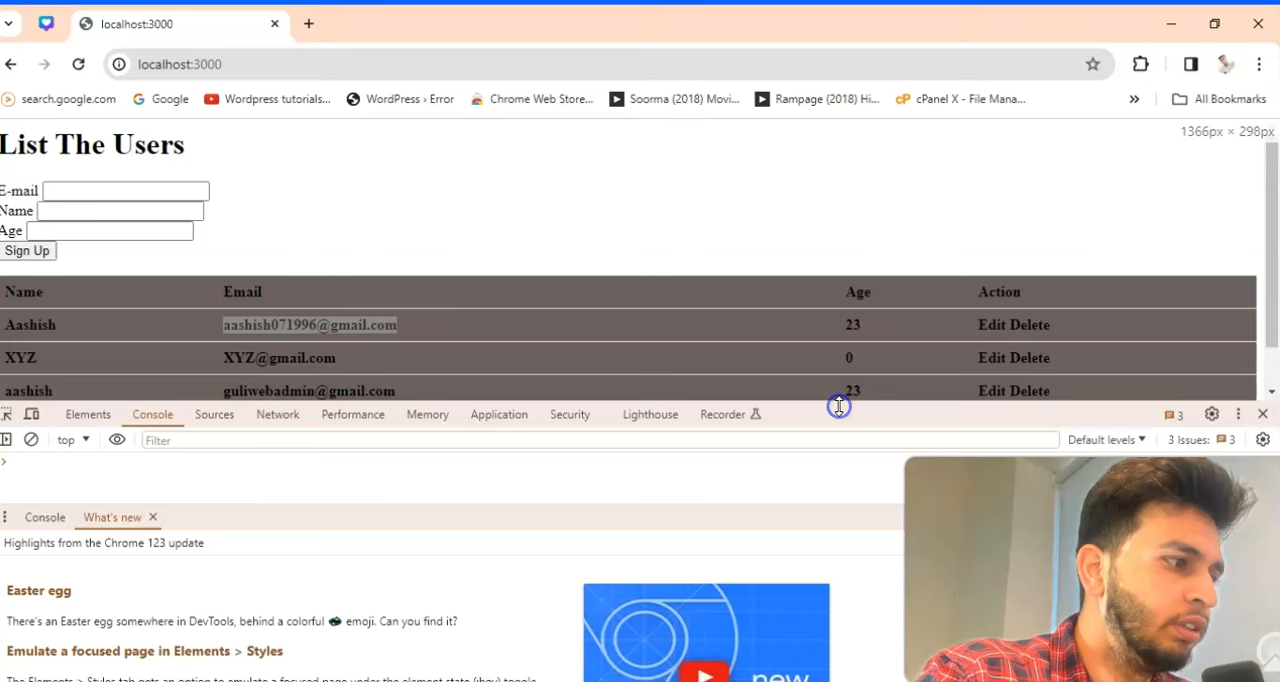 localhost:3000
localhost:3000
search.google.com Google Wordpress tutorials... WordPress › Error Chrome Web Store... Soorma (2018) Movi... Rampage (2018) Hi... cPanel X - File Mana... » All Bookmarks
1366px × 298px
List The Users
E-mail
Name
Age
Sign Up
Name Email Age Action
Aashish aashish071996@gmail.com 23 Edit Delete
XYZ XYZ@gmail.com 0 Edit Delete
aashish guliwebadmin@gmail.com 23 Edit Delete
Elements Console Sources Network Performance Memory Application Security Lighthouse Recorder 3
top Filter Default levels 3 Issues: 3
Console What's new
Highlights from the Chrome 123 update
Easter egg
There's an Easter egg somewhere in DevTools, behind a colorful emoji. Can you find it?
Emulate a focused page in Elements > Styles
new